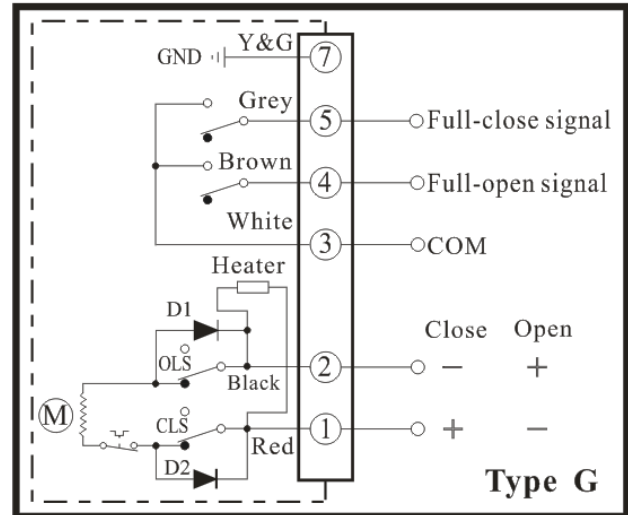 GND Y&G 7
Grey 5 Full-close signal
Brown 4 Full-open signal
White 3 COM
Heater
D1 Close Open
OLS Black 2 − +
M CLS Red 1 + −
D2
Type G